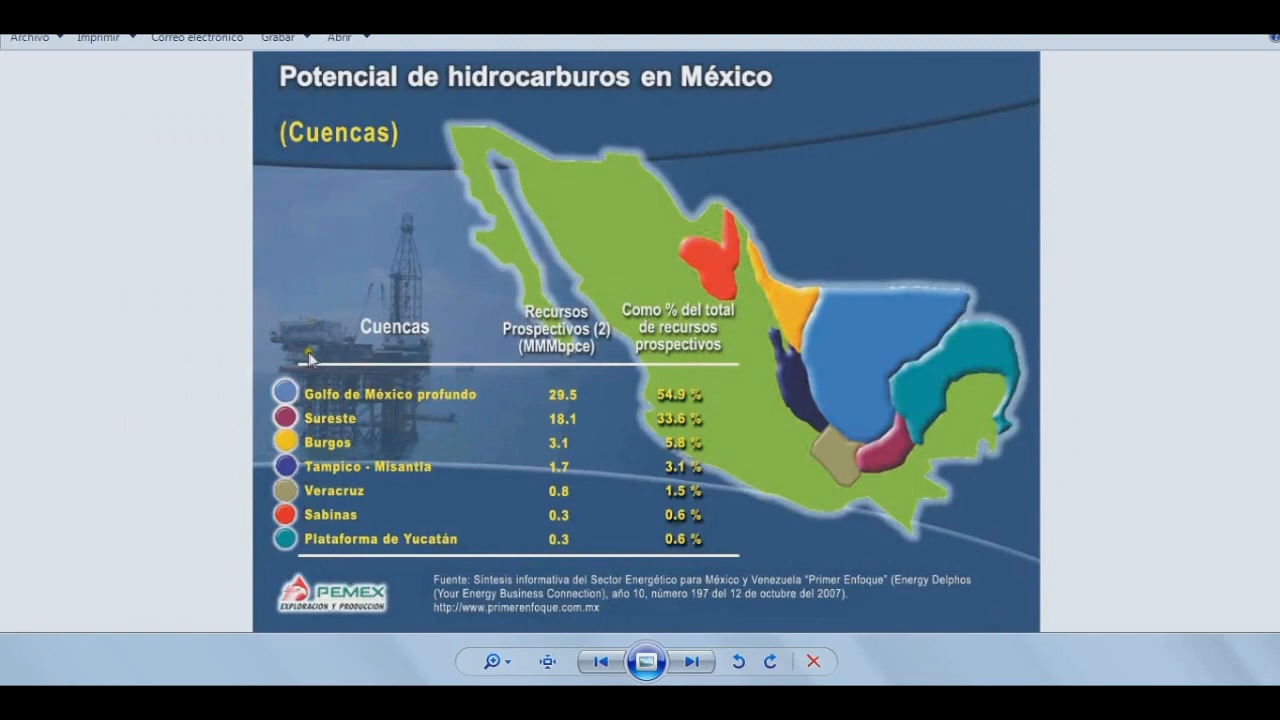 Archivo Imprimir Correo electrónico Grabar Abrir
Potencial de hidrocarburos en México
(Cuencas)
Cuencas
Recursos
Prospectivos (2)
(MMMbpce)
Como % del total
de recursos
prospectivos
Golfo de México profundo 29.5 54.9 %
Sureste 18.1 33.6 %
Burgos 3.1 5.8 %
Tampico - Misantla 1.7 3.1 %
Veracruz 0.8 1.5 %
Sabinas 0.3 0.6 %
Plataforma de Yucatán 0.3 0.6 %
PEMEX
EXPLORACION Y PRODUCCION
Fuente: Síntesis informativa del Sector Energético para México y Venezuela "Primer Enfoque" (Energy Delphos
(Your Energy Business Connection), año 10, número 197 del 12 de octubre del 2007).
http://www.primerenfoque.com.mx